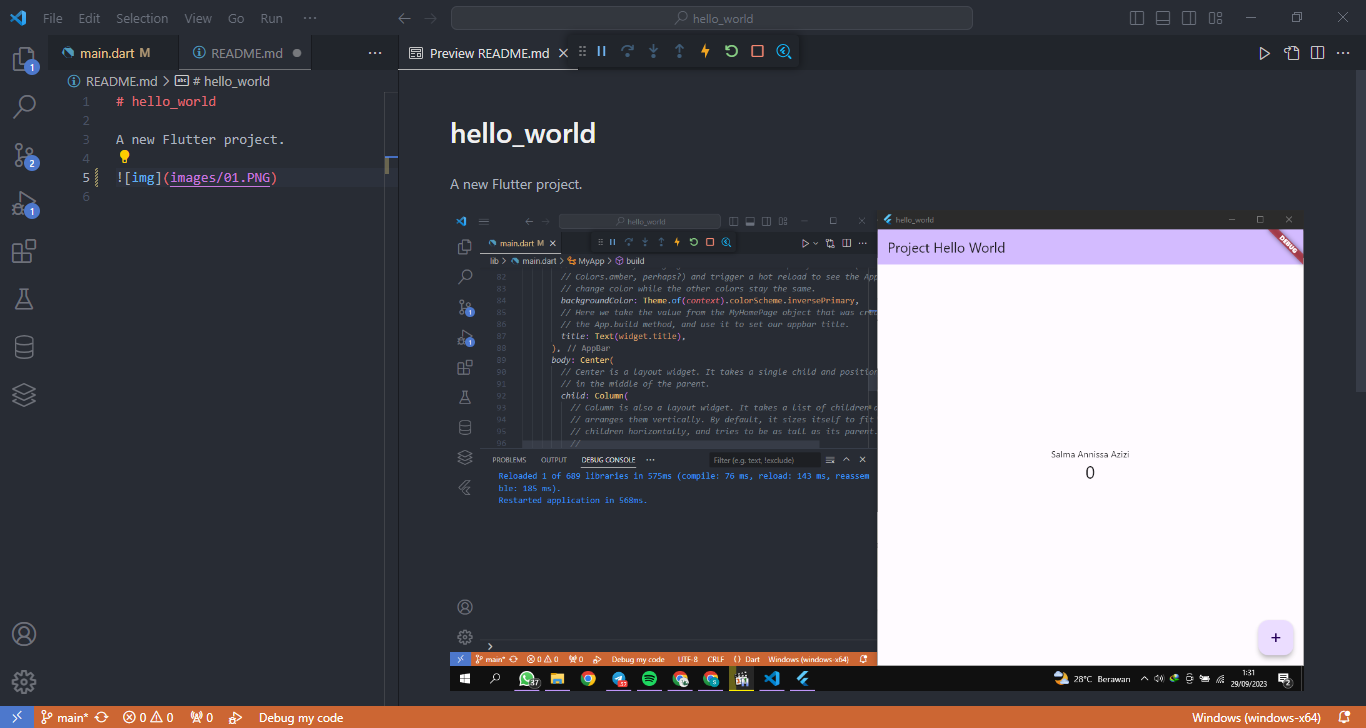 File Edit Selection View Go Run ··· hello_world
1
main.dart M README.md ● ··· Preview README.md
README.md > # hello_world
1 # hello_world
2
3 A new Flutter project.
4
5 ![img](images/01.PNG)
6
2
1
hello_world
A new Flutter project.
hello_world
main.dart M
lib > main.dart > MyApp > build
82 // Colors.amber, perhaps?) and trigger a hot reload to see the App
83 // change color while the other colors stay the same.
84 backgroundColor: Theme.of(context).colorScheme.inversePrimary,
85 // Here we take the value from the MyHomePage object that was cre
86 // the App.build method, and use it to set our appbar title.
87 title: Text(widget.title),
88 ), // AppBar
89 body: Center(
90 // Center is a layout widget. It takes a single child and position
91 // in the middle of the parent.
92 child: Column(
93 // Column is also a layout widget. It takes a list of children
94 // arranges them vertically. By default, it sizes itself to fit
95 // children horizontally, and tries to be as tall as its parent.
96 //
1
1
PROBLEMS OUTPUT DEBUG CONSOLE ··· Filter (e.g. text, !exclude)
Reloaded 1 of 689 libraries in 575ms (compile: 76 ms, reload: 143 ms, reassem
ble: 185 ms).
Restarted application in 568ms.
main* 0 0 0 Debug my code UTF-8 CRLF { } Dart Windows (windows-x64)
hello_world
Project Hello World
DEBUG
Salma Annissa Azizi
0
+
37
28°C Berawan
1:31
29/09/2023
2
main* 0 0 0 Debug my code Windows (windows-x64)